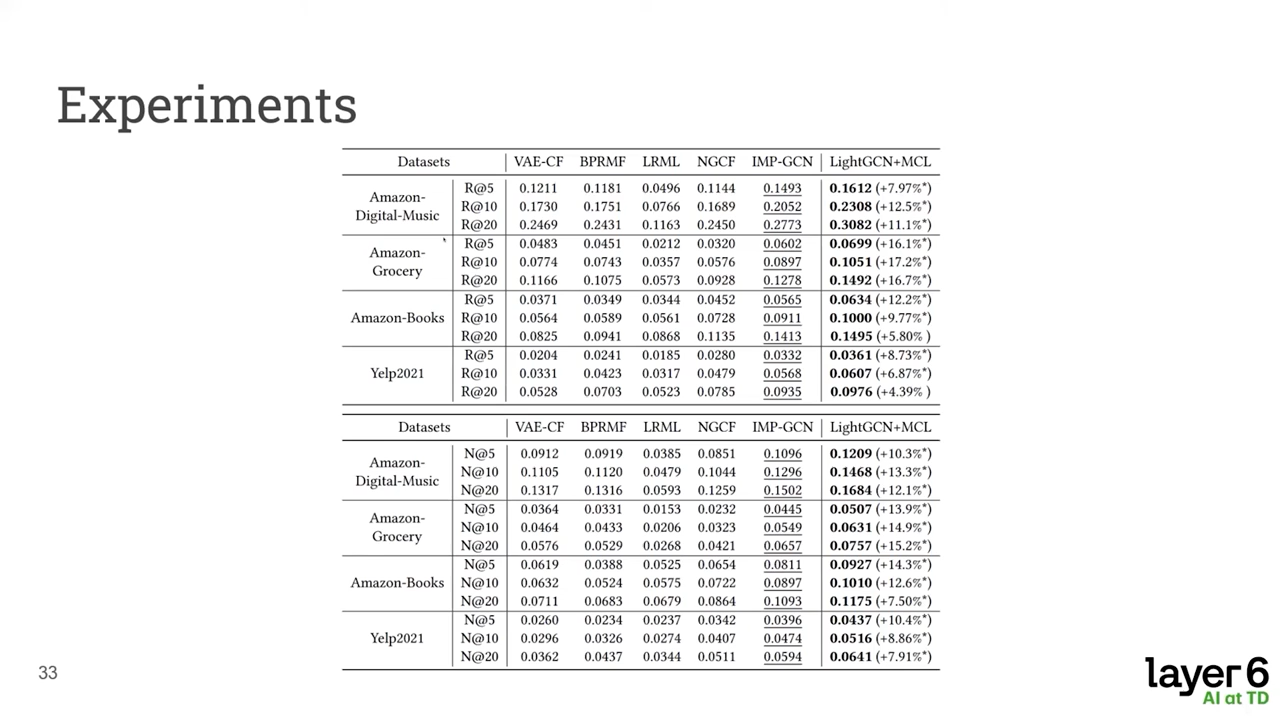 Experiments
Datasets VAE-CF BPRMF LRML NGCF IMP-GCN LightGCN+MCL
Amazon-Digital-Music R@5 0.1211 0.1181 0.0496 0.1144 0.1493 0.1612 (+7.97%*)
R@10 0.1730 0.1751 0.0766 0.1689 0.2052 0.2308 (+12.5%*)
R@20 0.2469 0.2431 0.1163 0.2450 0.2773 0.3082 (+11.1%*)
Amazon-Grocery R@5 0.0483 0.0451 0.0212 0.0320 0.0602 0.0699 (+16.1%*)
R@10 0.0774 0.0743 0.0357 0.0576 0.0897 0.1051 (+17.2%*)
R@20 0.1166 0.1075 0.0573 0.0928 0.1278 0.1492 (+16.7%*)
Amazon-Books R@5 0.0371 0.0349 0.0344 0.0452 0.0565 0.0634 (+12.2%*)
R@10 0.0564 0.0589 0.0561 0.0728 0.0911 0.1000 (+9.77%*)
R@20 0.0825 0.0941 0.0868 0.1135 0.1413 0.1495 (+5.80% )
Yelp2021 R@5 0.0204 0.0241 0.0185 0.0280 0.0332 0.0361 (+8.73%*)
R@10 0.0331 0.0423 0.0317 0.0479 0.0568 0.0607 (+6.87%*)
R@20 0.0528 0.0703 0.0523 0.0785 0.0935 0.0976 (+4.39% )
Datasets VAE-CF BPRMF LRML NGCF IMP-GCN LightGCN+MCL
Amazon-Digital-Music N@5 0.0912 0.0919 0.0385 0.0851 0.1096 0.1209 (+10.3%*)
N@10 0.1105 0.1120 0.0479 0.1044 0.1296 0.1468 (+13.3%*)
N@20 0.1317 0.1316 0.0593 0.1259 0.1502 0.1684 (+12.1%*)
Amazon-Grocery N@5 0.0364 0.0331 0.0153 0.0232 0.0445 0.0507 (+13.9%*)
N@10 0.0464 0.0433 0.0206 0.0323 0.0549 0.0631 (+14.9%*)
N@20 0.0576 0.0529 0.0268 0.0421 0.0657 0.0757 (+15.2%*)
Amazon-Books N@5 0.0619 0.0388 0.0525 0.0654 0.0811 0.0927 (+14.3%*)
N@10 0.0632 0.0524 0.0575 0.0722 0.0897 0.1010 (+12.6%*)
N@20 0.0711 0.0683 0.0679 0.0864 0.1093 0.1175 (+7.50%*)
Yelp2021 N@5 0.0260 0.0234 0.0237 0.0342 0.0396 0.0437 (+10.4%*)
N@10 0.0296 0.0326 0.0274 0.0407 0.0474 0.0516 (+8.86%*)
N@20 0.0362 0.0437 0.0344 0.0511 0.0594 0.0641 (+7.91%*)
33
layer 6
AI at TD